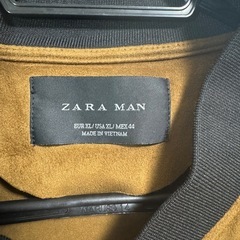 ZARA MAN
EUR XL / USA XL / MEX 44
MADE IN VIETNAM